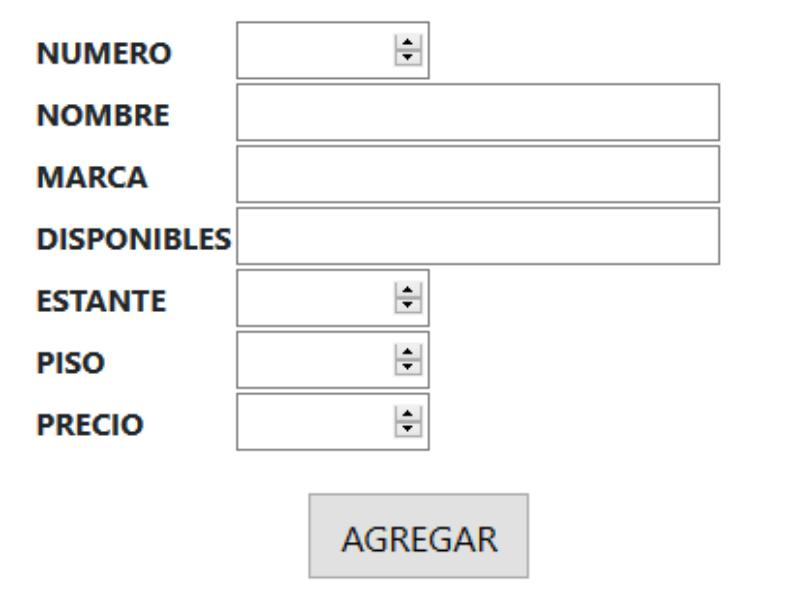 NUMERO
NOMBRE
MARCA
DISPONIBLES
ESTANTE
PISO
PRECIO
AGREGAR